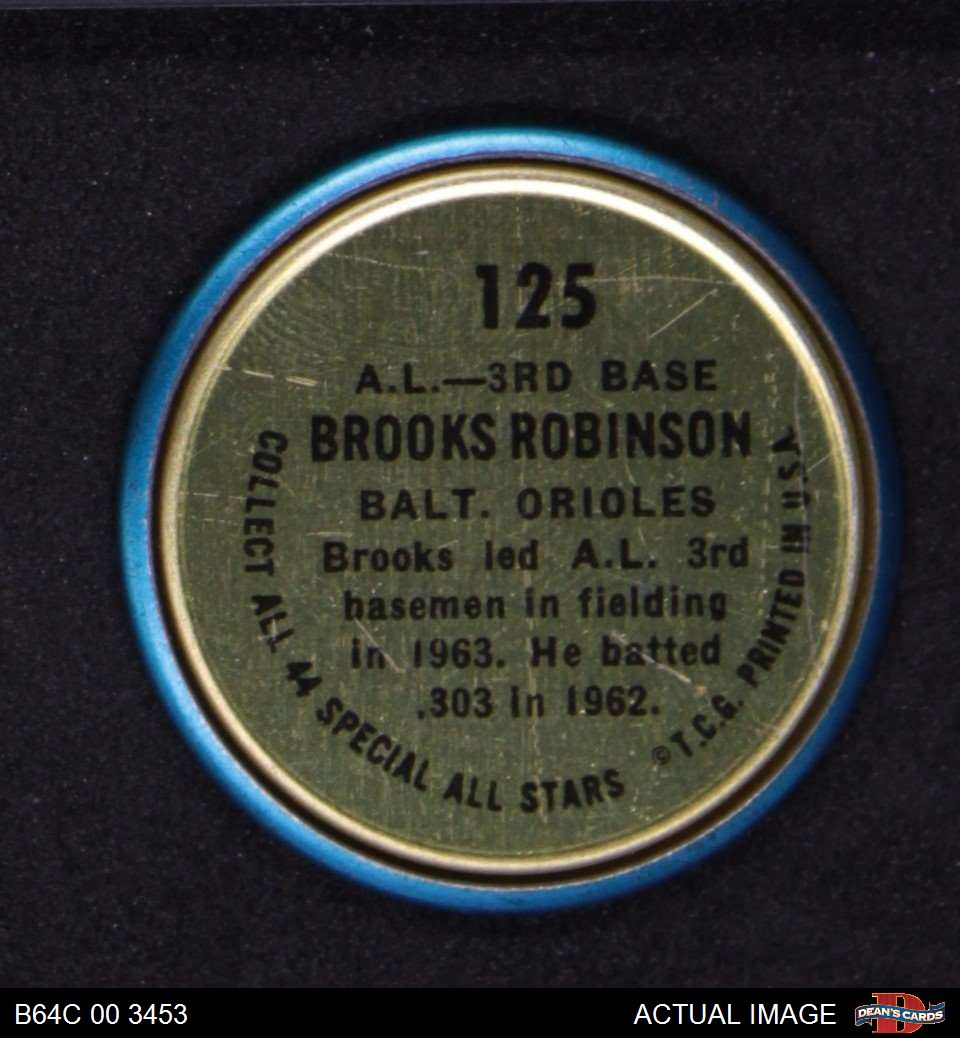 125
A.L.—3RD BASE
BROOKS ROBINSON
BALT. ORIOLES
Brooks led A.L. 3rd
basemen in fielding
in 1963. He batted
.303 in 1962.
COLLECT ALL 44 SPECIAL ALL STARS
© T.C.G. PRINTED IN U.S.A.
B64C 00 3453
ACTUAL IMAGE
DEAN'S CARDS